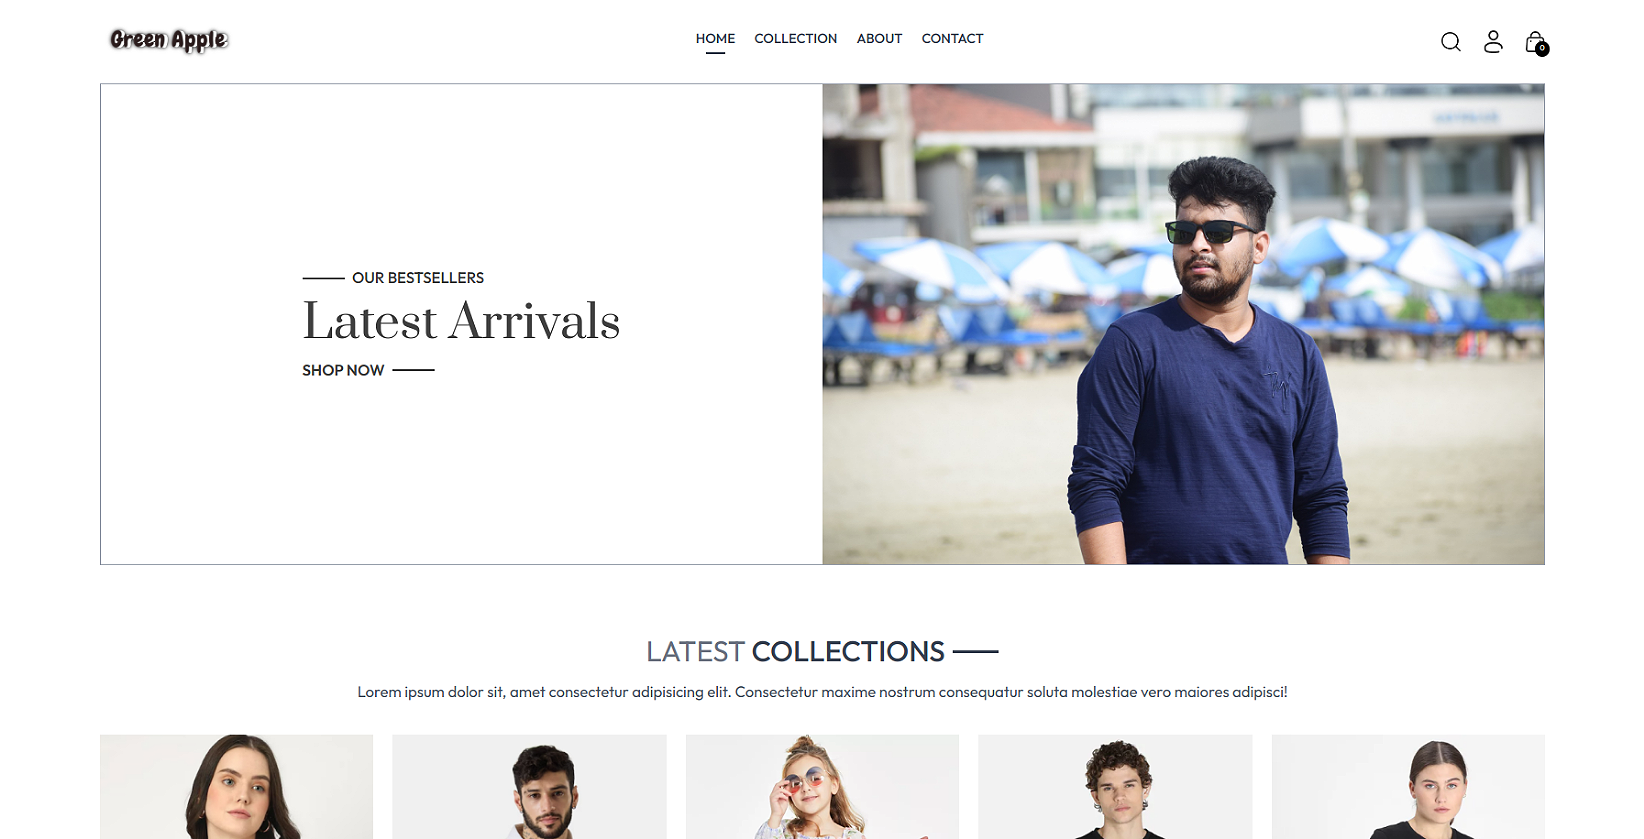 Green Apple
HOME COLLECTION ABOUT CONTACT
0
OUR BESTSELLERS
Latest Arrivals
SHOP NOW
LATEST COLLECTIONS
Lorem ipsum dolor sit, amet consectetur adipisicing elit. Consectetur maxime nostrum consequatur soluta molestiae vero maiores adipisci!